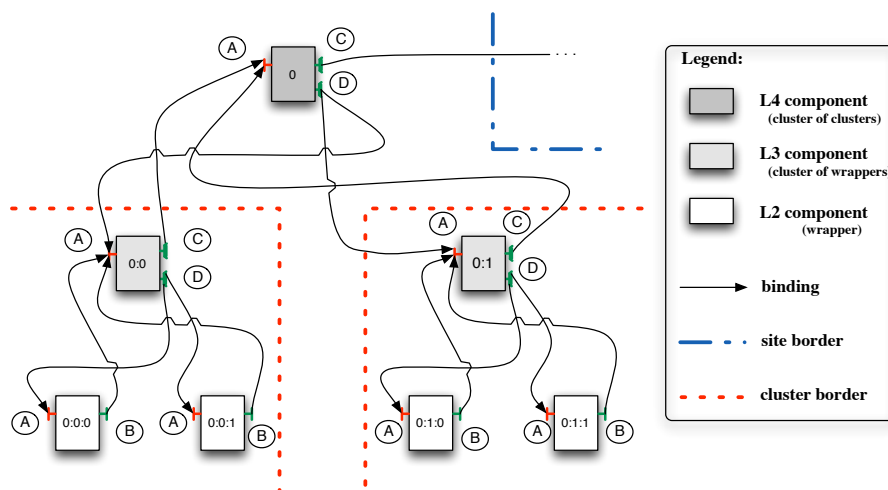 A
C
0
D
. . .
A
C
0:0
D
A
C
0:1
D
A
0:0:0
B
A
0:0:1
B
A
0:1:0
B
A
0:1:1
B
Legend:
L4 component
(cluster of clusters)
L3 component
(cluster of wrappers)
L2 component
(wrapper)
binding
site border
cluster border